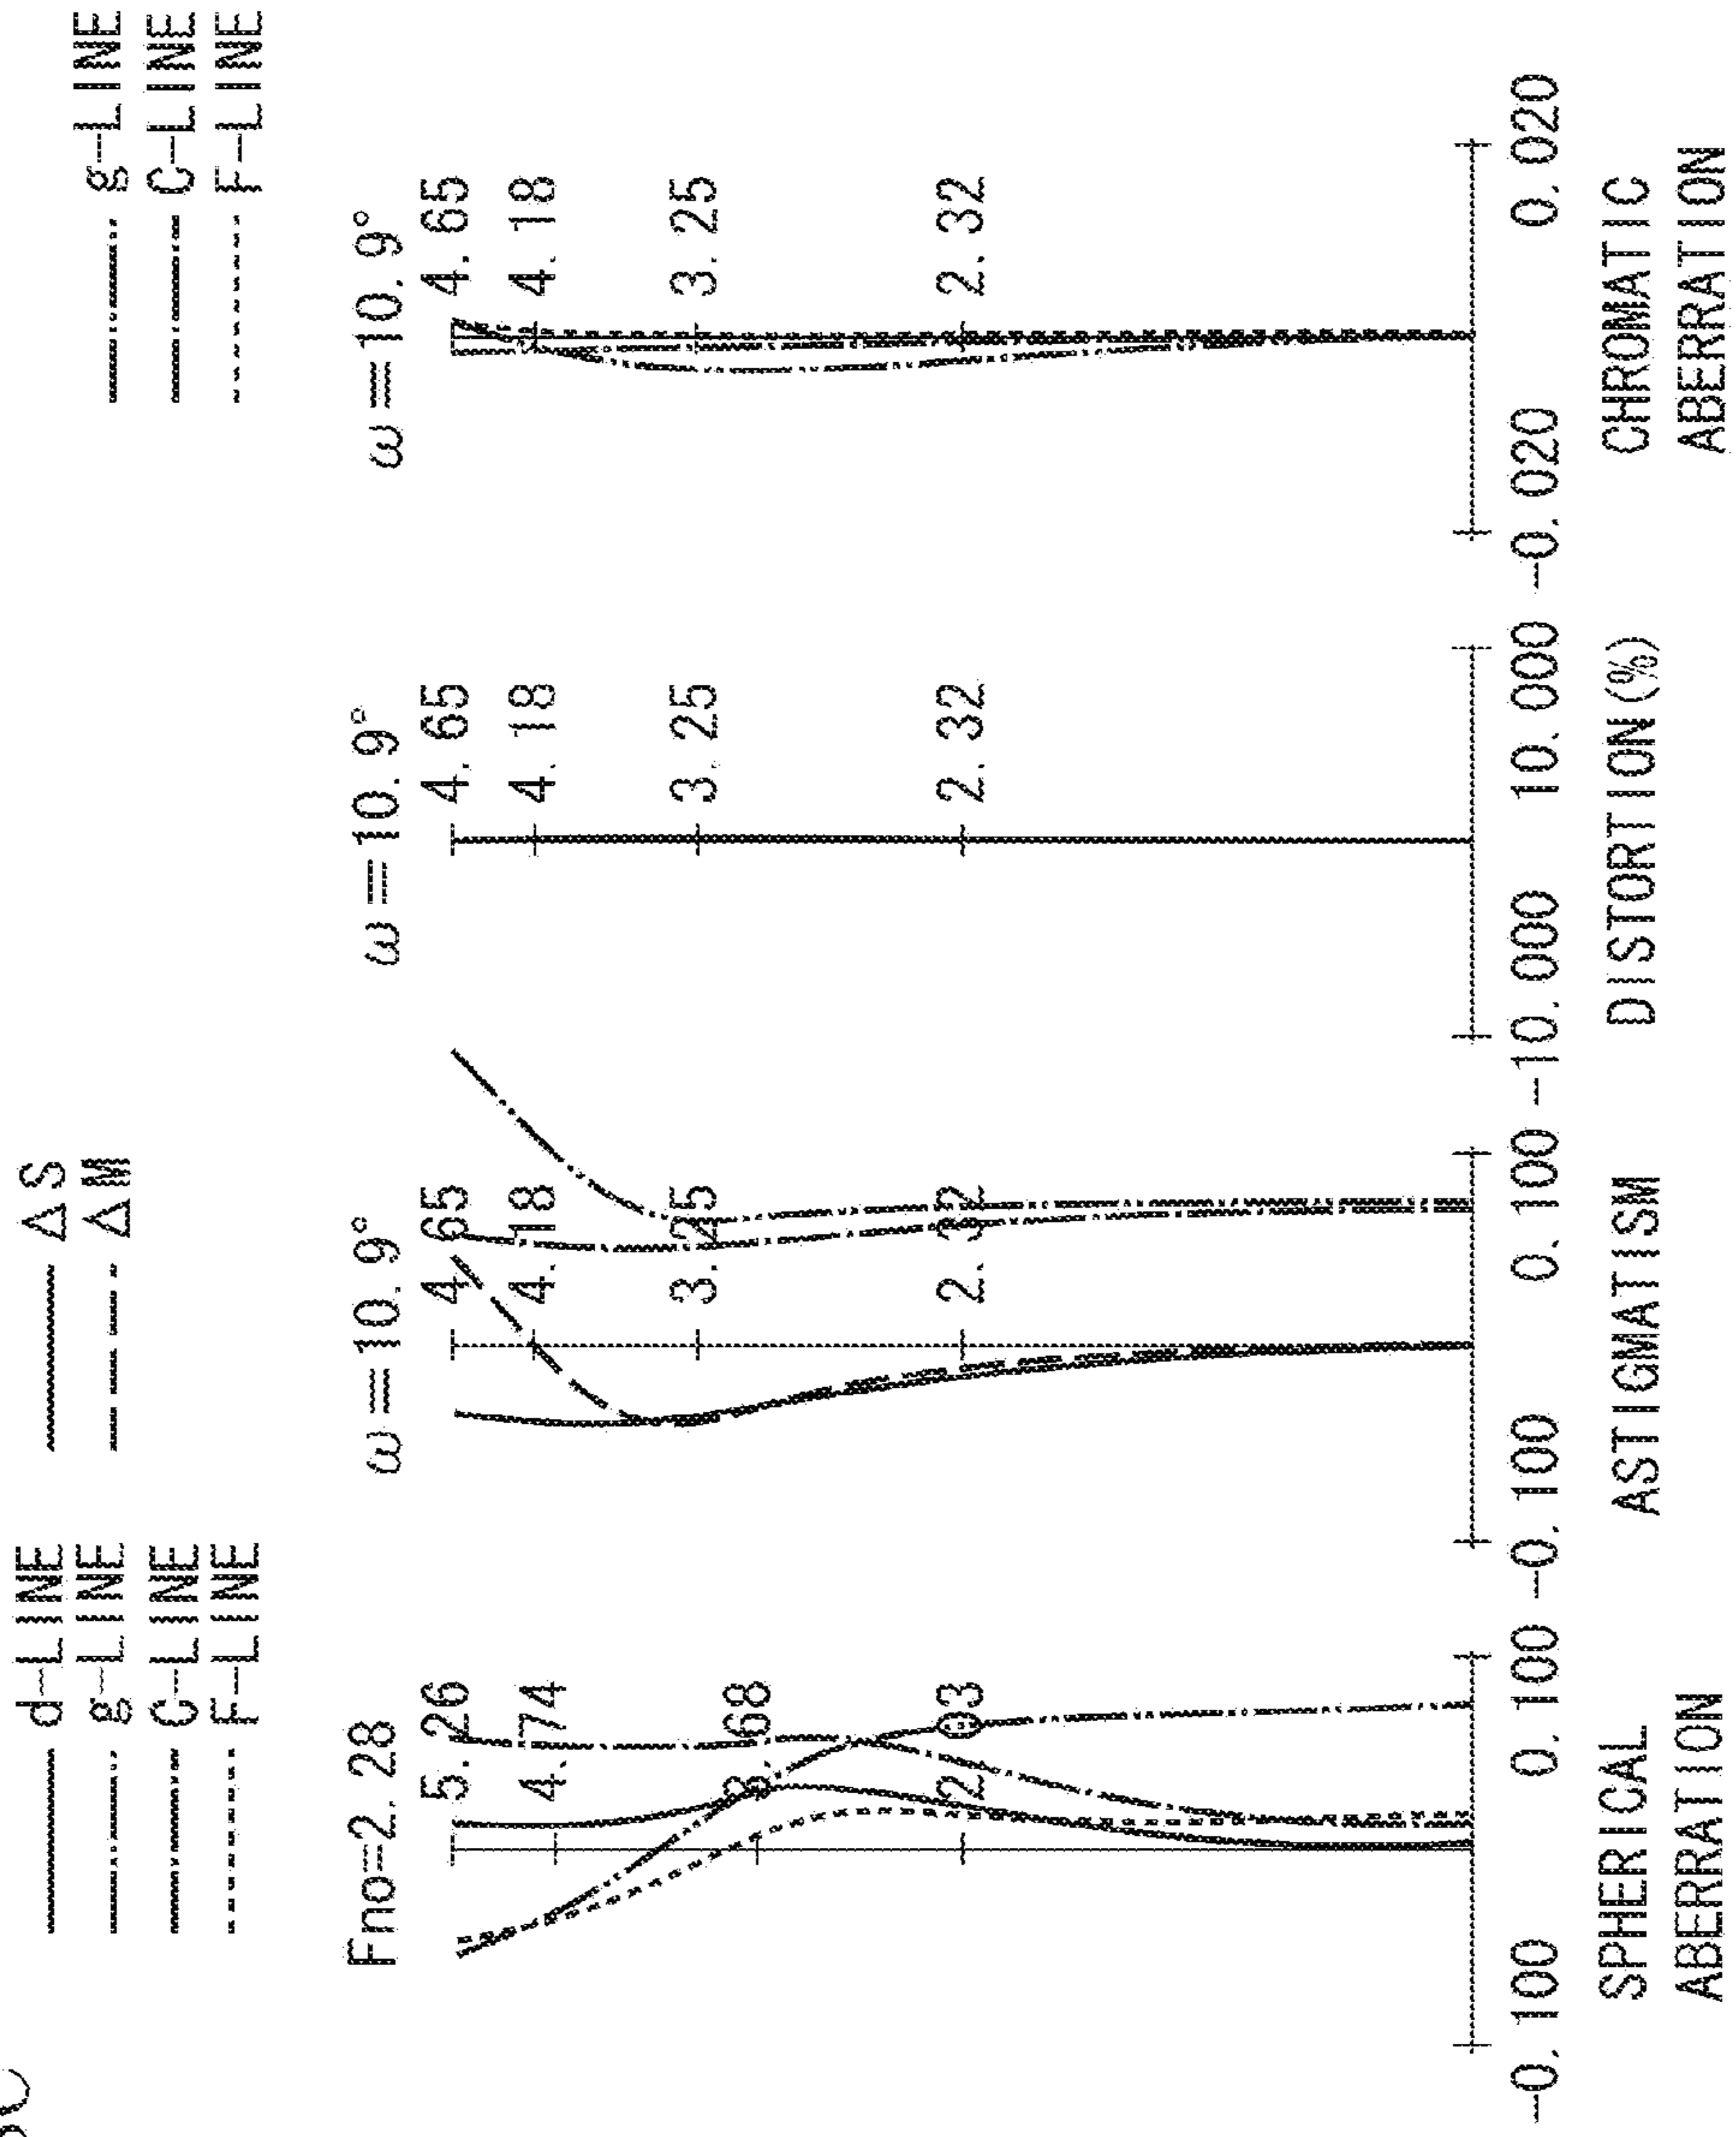 d-LINE
g-LINE
C-LINE
F-LINE
ΔS
ΔM
g-LINE
C-LINE
F-LINE
Fno=2.28
5.26
4.74
3.68
2.03
-0.100 0.100
SPHERICAL
ABERRATION
ω=10.9°
4.65
4.18
3.25
2.32
-0.100 0.100
ASTIGMATISM
ω=10.9°
4.65
4.18
3.25
2.32
-10.000 10.000
DISTORTION(%)
ω=10.9°
4.65
4.18
3.25
2.32
-0.020 0.020
CHROMATIC
ABERRATION